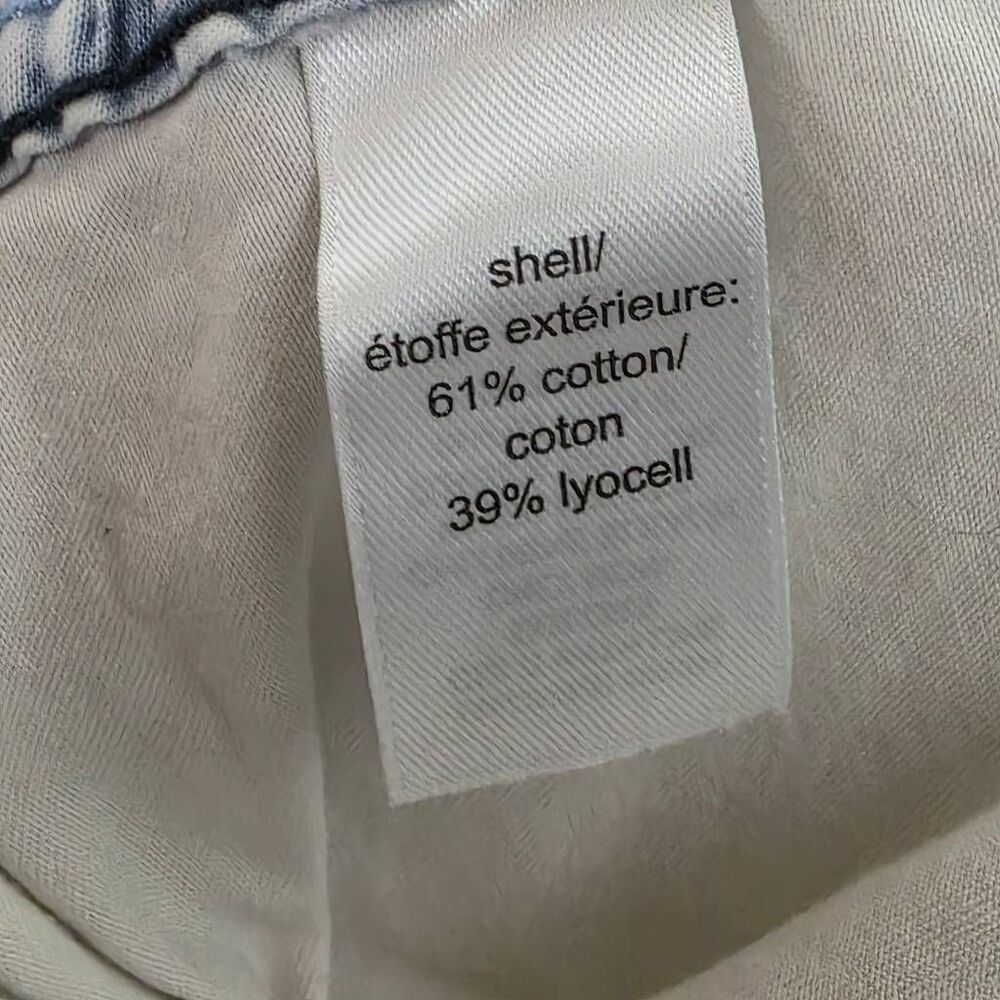 shell/
étoffe extérieure:
61% cotton/
coton
39% lyocell